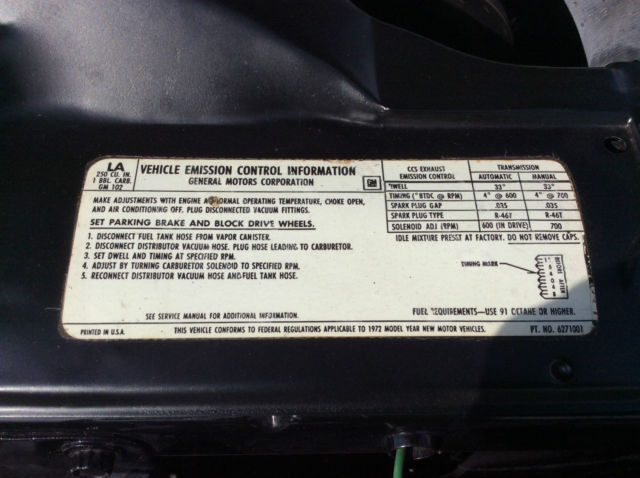 LA
250 CU. IN.
1 BBL. CARB.
GM 102
VEHICLE EMISSION CONTROL INFORMATION
GENERAL MOTORS CORPORATION
GM
MAKE ADJUSTMENTS WITH ENGINE AT NORMAL OPERATING TEMPERATURE, CHOKE OPEN,
AND AIR CONDITIONING OFF. PLUG DISCONNECTED VACUUM FITTINGS.
SET PARKING BRAKE AND BLOCK DRIVE WHEELS.
1. DISCONNECT FUEL TANK HOSE FROM VAPOR CANISTER.
2. DISCONNECT DISTRIBUTOR VACUUM HOSE. PLUG HOSE LEADING TO CARBURETOR.
3. SET DWELL AND TIMING AT SPECIFIED RPM.
4. ADJUST BY TURNING CARBURETOR SOLENOID TO SPECIFIED RPM.
5. RECONNECT DISTRIBUTOR VACUUM HOSE AND FUEL TANK HOSE.
SEE SERVICE MANUAL FOR ADDITIONAL INFORMATION.
CCS EXHAUST TRANSMISSION
EMISSION CONTROL AUTOMATIC MANUAL
DWELL 33° 33°
TIMING (°BTDC @ RPM) 4° @ 600 4° @ 700
SPARK PLUG GAP .035 .035
SPARK PLUG TYPE R-46T R-46T
SOLENOID ADJ (RPM) 600 (IN DRIVE) 700
IDLE MIXTURE PRESET AT FACTORY. DO NOT REMOVE CAPS.
TIMING MARK
BEFORE
AFTER
FUEL REQUIREMENTS—USE 91 OCTANE OR HIGHER.
PRINTED IN U.S.A. THIS VEHICLE CONFORMS TO FEDERAL REGULATIONS APPLICABLE TO 1972 MODEL YEAR NEW MOTOR VEHICLES. PT. NO. 6271001